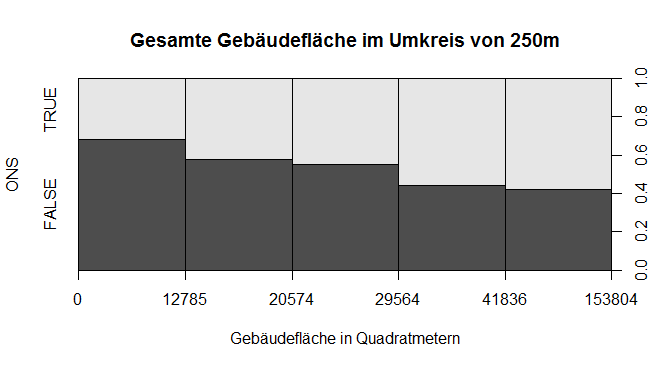 Gesamte Gebäudefläche im Umkreis von 250m
ONS
TRUE
FALSE
1.0
0.8
0.6
0.4
0.2
0.0
0 12785 20574 29564 41836 153804
Gebäudefläche in Quadratmetern